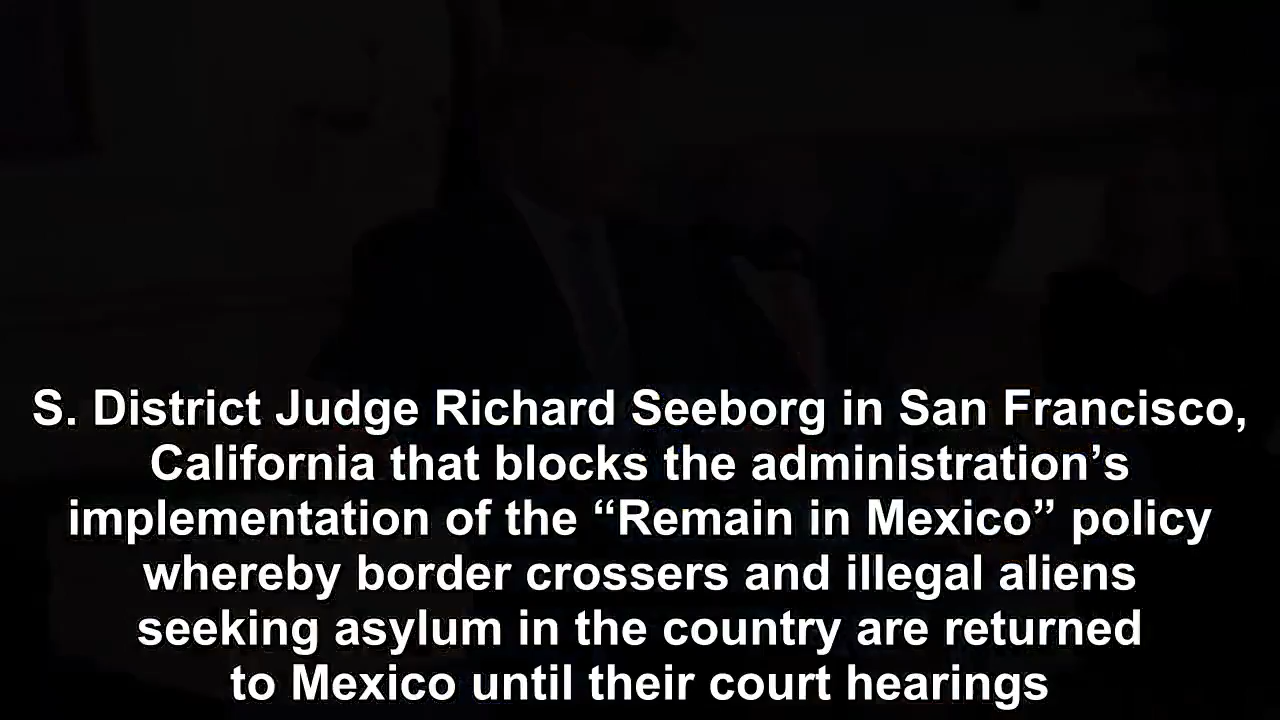 S. District Judge Richard Seeborg in San Francisco,
California that blocks the administration’s
implementation of the “Remain in Mexico” policy
whereby border crossers and illegal aliens
seeking asylum in the country are returned
to Mexico until their court hearings